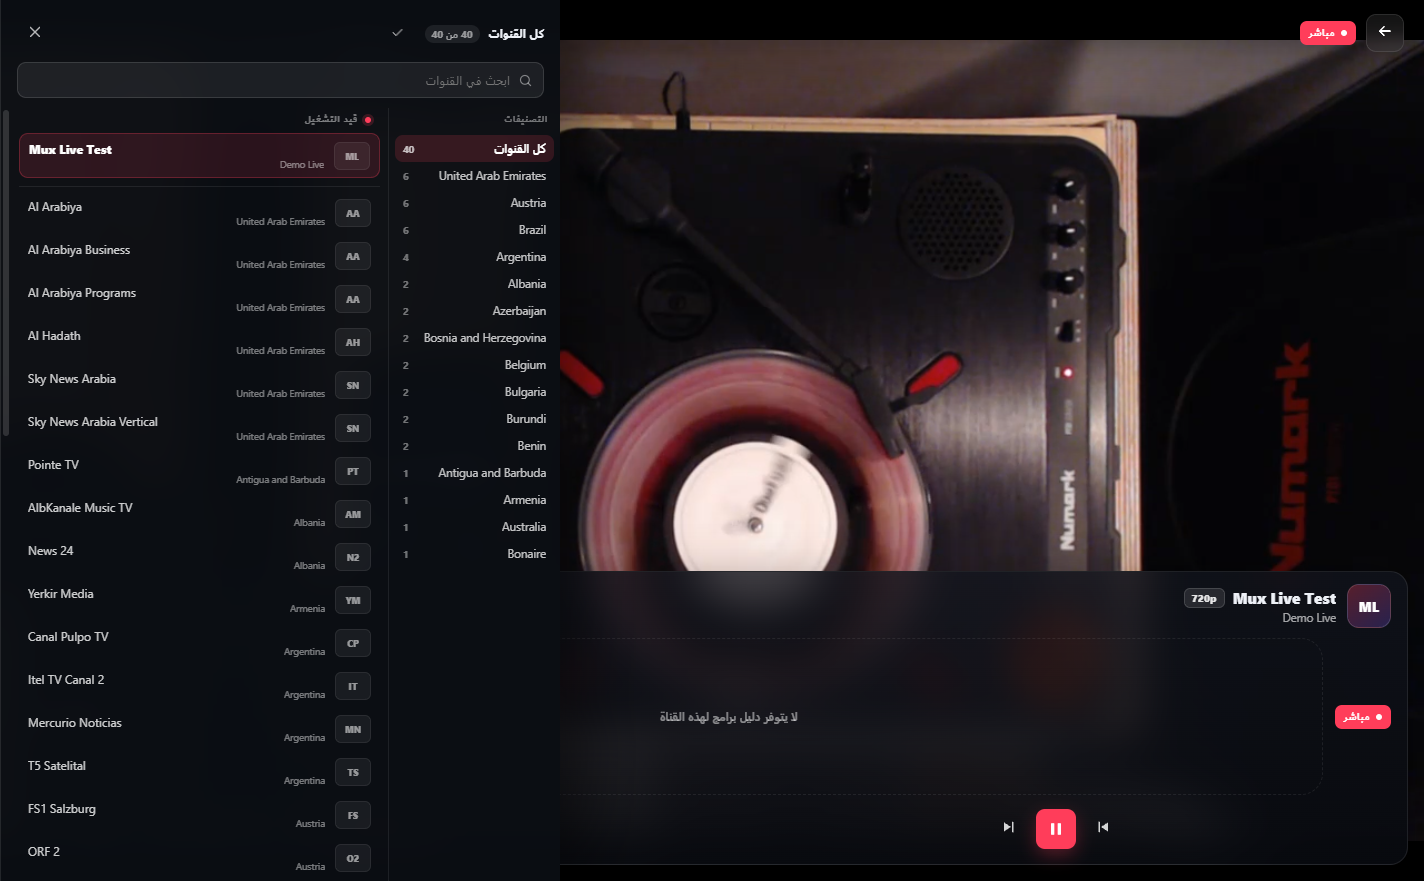 مباشر
كل القنوات
40 من 40
ابحث في القنوات
التصنيفات
كل القنوات 40
United Arab Emirates 6
Austria 6
Brazil 6
Argentina 4
Albania 2
Azerbaijan 2
Bosnia and Herzegovina 2
Belgium 2
Bulgaria 2
Burundi 2
Benin 2
Antigua and Barbuda 1
Armenia 1
Australia 1
Bonaire 1
قيد التشغيل
ML
Mux Live Test
Demo Live
AA
Al Arabiya
United Arab Emirates
AA
Al Arabiya Business
United Arab Emirates
AA
Al Arabiya Programs
United Arab Emirates
AH
Al Hadath
United Arab Emirates
SN
Sky News Arabia
United Arab Emirates
SN
Sky News Arabia Vertical
United Arab Emirates
PT
Pointe TV
Antigua and Barbuda
AM
AlbKanale Music TV
Albania
N2
News 24
Albania
YM
Yerkir Media
Armenia
CP
Canal Pulpo TV
Argentina
IT
Itel TV Canal 2
Argentina
MN
Mercurio Noticias
Argentina
TS
T5 Satelital
Argentina
FS
FS1 Salzburg
Austria
O2
ORF 2
Austria
Numark
Numark
ML
Mux Live Test 720p
Demo Live
مباشر
لا يتوفر دليل برامج لهذه القناة